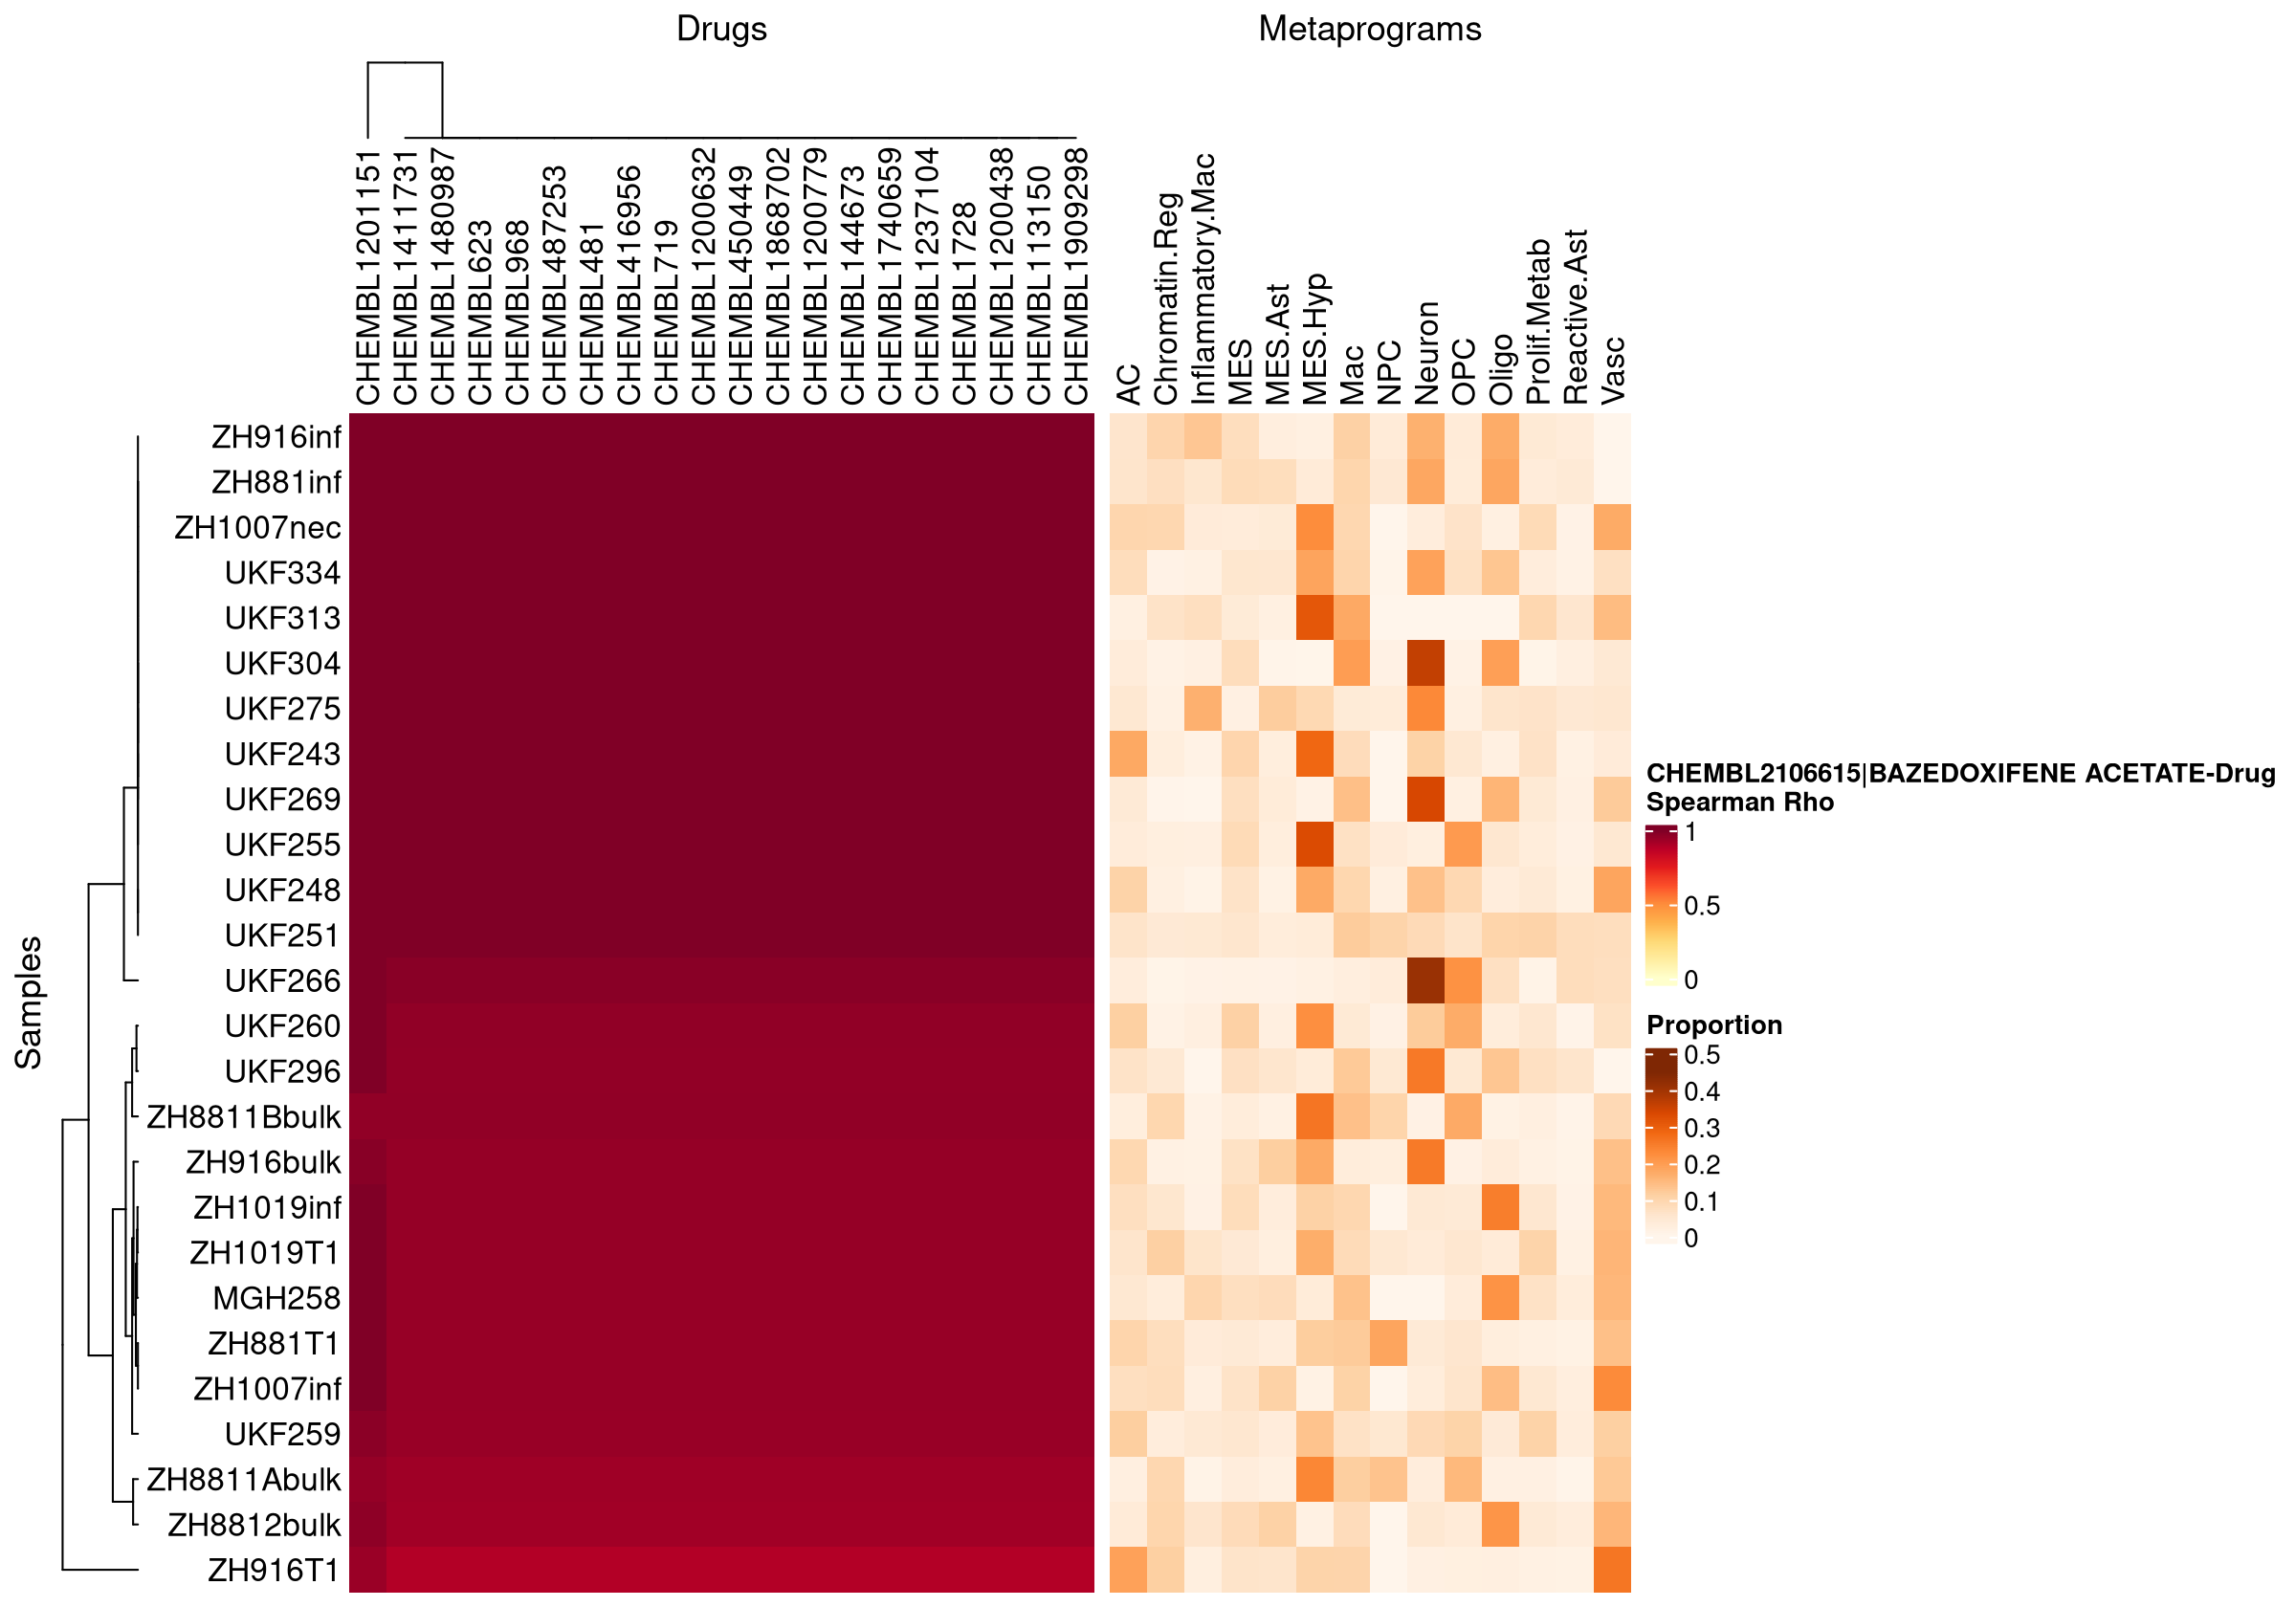 Drugs
Metaprograms
CHEMBL1201151
CHEMBL1411731
CHEMBL1480987
CHEMBL623
CHEMBL968
CHEMBL487253
CHEMBL481
CHEMBL416956
CHEMBL719
CHEMBL1200632
CHEMBL450449
CHEMBL1868702
CHEMBL1200779
CHEMBL144673
CHEMBL1740659
CHEMBL1237104
CHEMBL1728
CHEMBL1200438
CHEMBL113150
CHEMBL1909298
AC
Chromatin.Reg
Inflammatory.Mac
MES
MES.Ast
MES.Hyp
Mac
NPC
Neuron
OPC
Oligo
Prolif.Metab
Reactive.Ast
Vasc
Samples
ZH916inf
ZH881inf
ZH1007nec
UKF334
UKF313
UKF304
UKF275
UKF243
UKF269
UKF255
UKF248
UKF251
UKF266
UKF260
UKF296
ZH8811Bbulk
ZH916bulk
ZH1019inf
ZH1019T1
MGH258
ZH881T1
ZH1007inf
UKF259
ZH8811Abulk
ZH8812bulk
ZH916T1
CHEMBL2106615|BAZEDOXIFENE ACETATE-Drug
Spearman Rho
1
0.5
0
Proportion
0.5
0.4
0.3
0.2
0.1
0